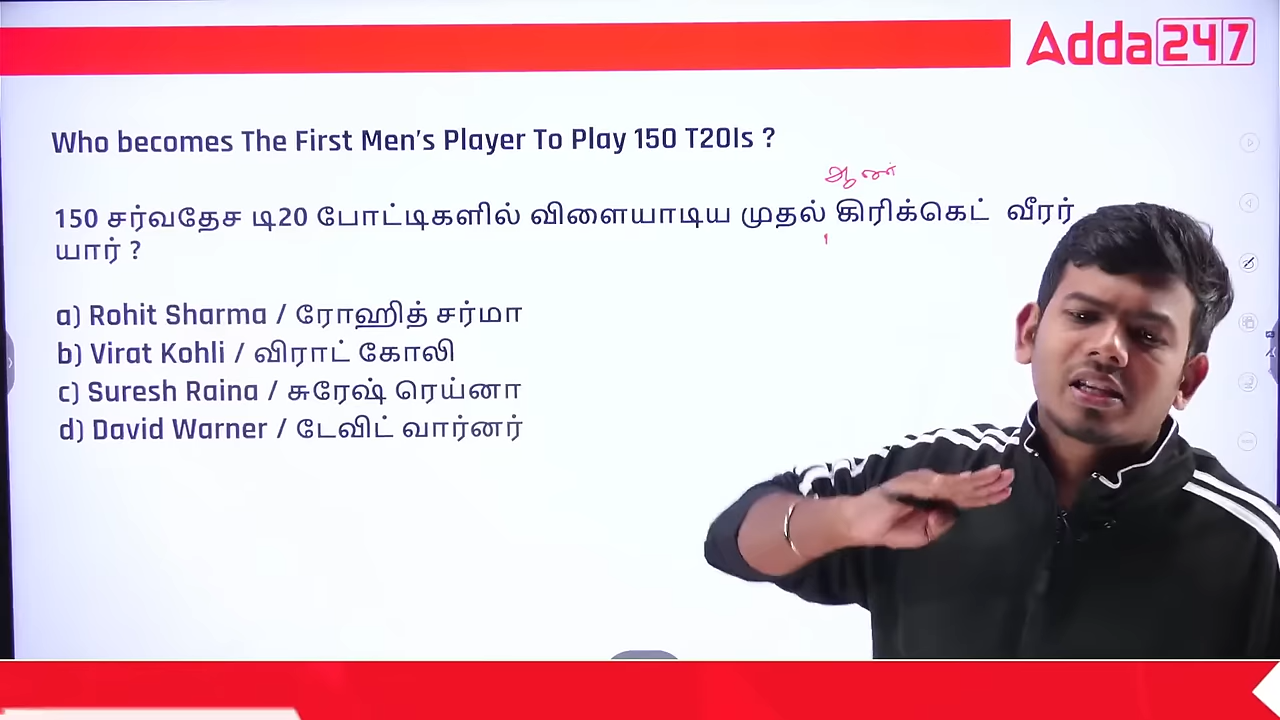 Adda247
Who becomes The First Men's Player To Play 150 T20Is ?
ஆண்
150 சர்வதேச டி20 போட்டிகளில் விளையாடிய முதல் கிரிக்கெட் வீரர்
யார் ?
a) Rohit Sharma / ரோஹித் சர்மா
b) Virat Kohli / விராட் கோலி
c) Suresh Raina / சுரேஷ் ரெய்னா
d) David Warner / டேவிட் வார்னர்